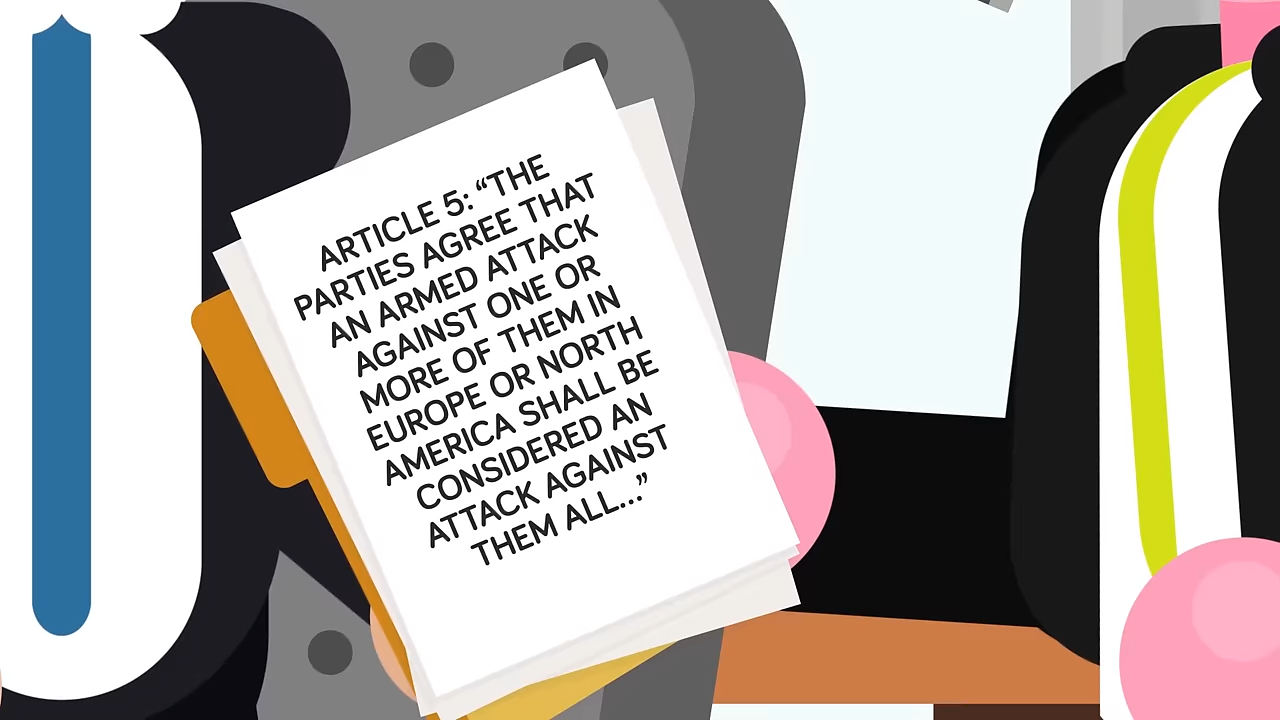 ARTICLE 5: “THE
PARTIES AGREE THAT
AN ARMED ATTACK
AGAINST ONE OR
MORE OF THEM IN
EUROPE OR NORTH
AMERICA SHALL BE
CONSIDERED AN
ATTACK AGAINST
THEM ALL...”